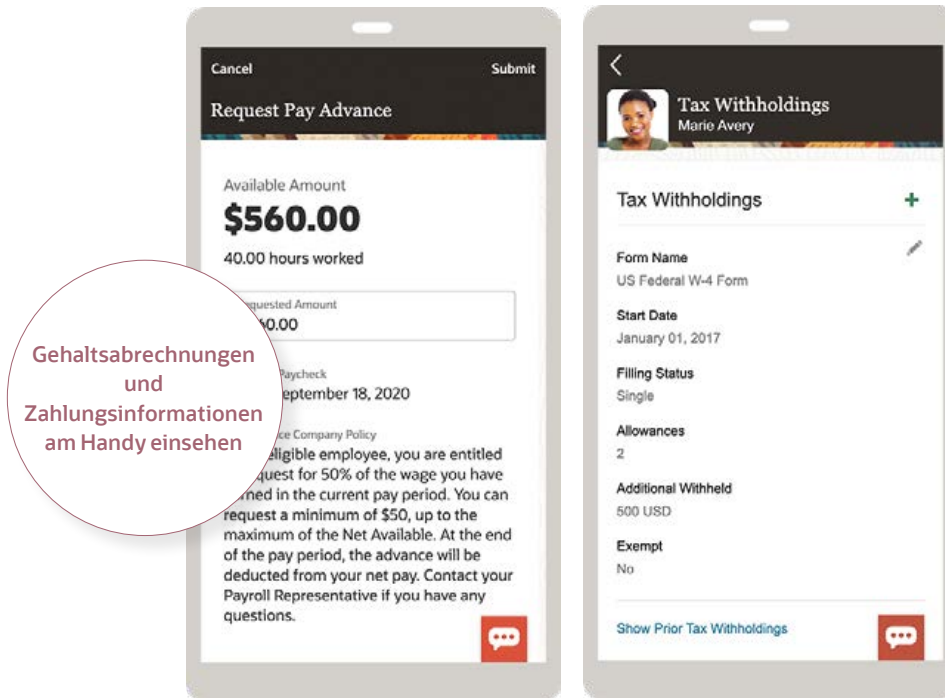 Cancel Submit
Request Pay Advance
Available Amount
$560.00
40.00 hours worked
Amount
0.00
Paycheck
18, 2020
Company Policy
eligible employee, you are entitled
for 50% of the wage you have
in the current pay period. You can
request a minimum of $50, up to the
maximum of the Net Available. At the end
of the pay period, the advance will be
deducted from your net pay. Contact your
Payroll Representative if you have any
questions.
Gehaltsabrechnungen
und
Zahlungsinformationen
am Handy einsehen
Tax Withholdings
Marie Avery
Tax Withholdings
Form Name
US Federal W-4 Form
Start Date
January 01, 2017
Filling Status
Single
Allowances
2
Additional Withheld
500 USD
Exempt
No
Show Prior Tax Withholdings